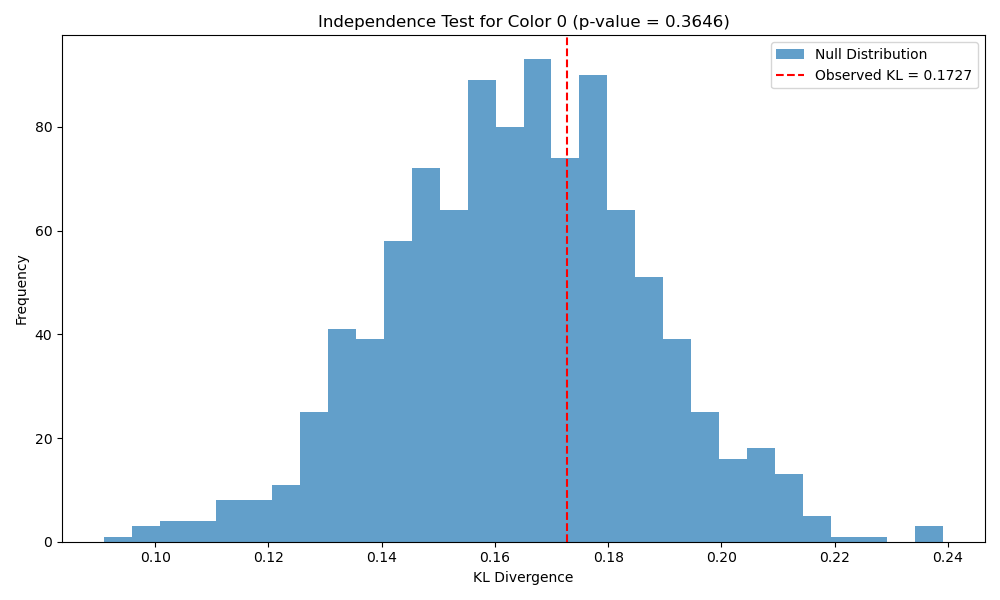 Independence Test for Color 0 (p-value = 0.3646)
Null Distribution
Observed KL = 0.1727
Frequency
80
60
40
20
0
0.10 0.12 0.14 0.16 0.18 0.20 0.22 0.24
KL Divergence